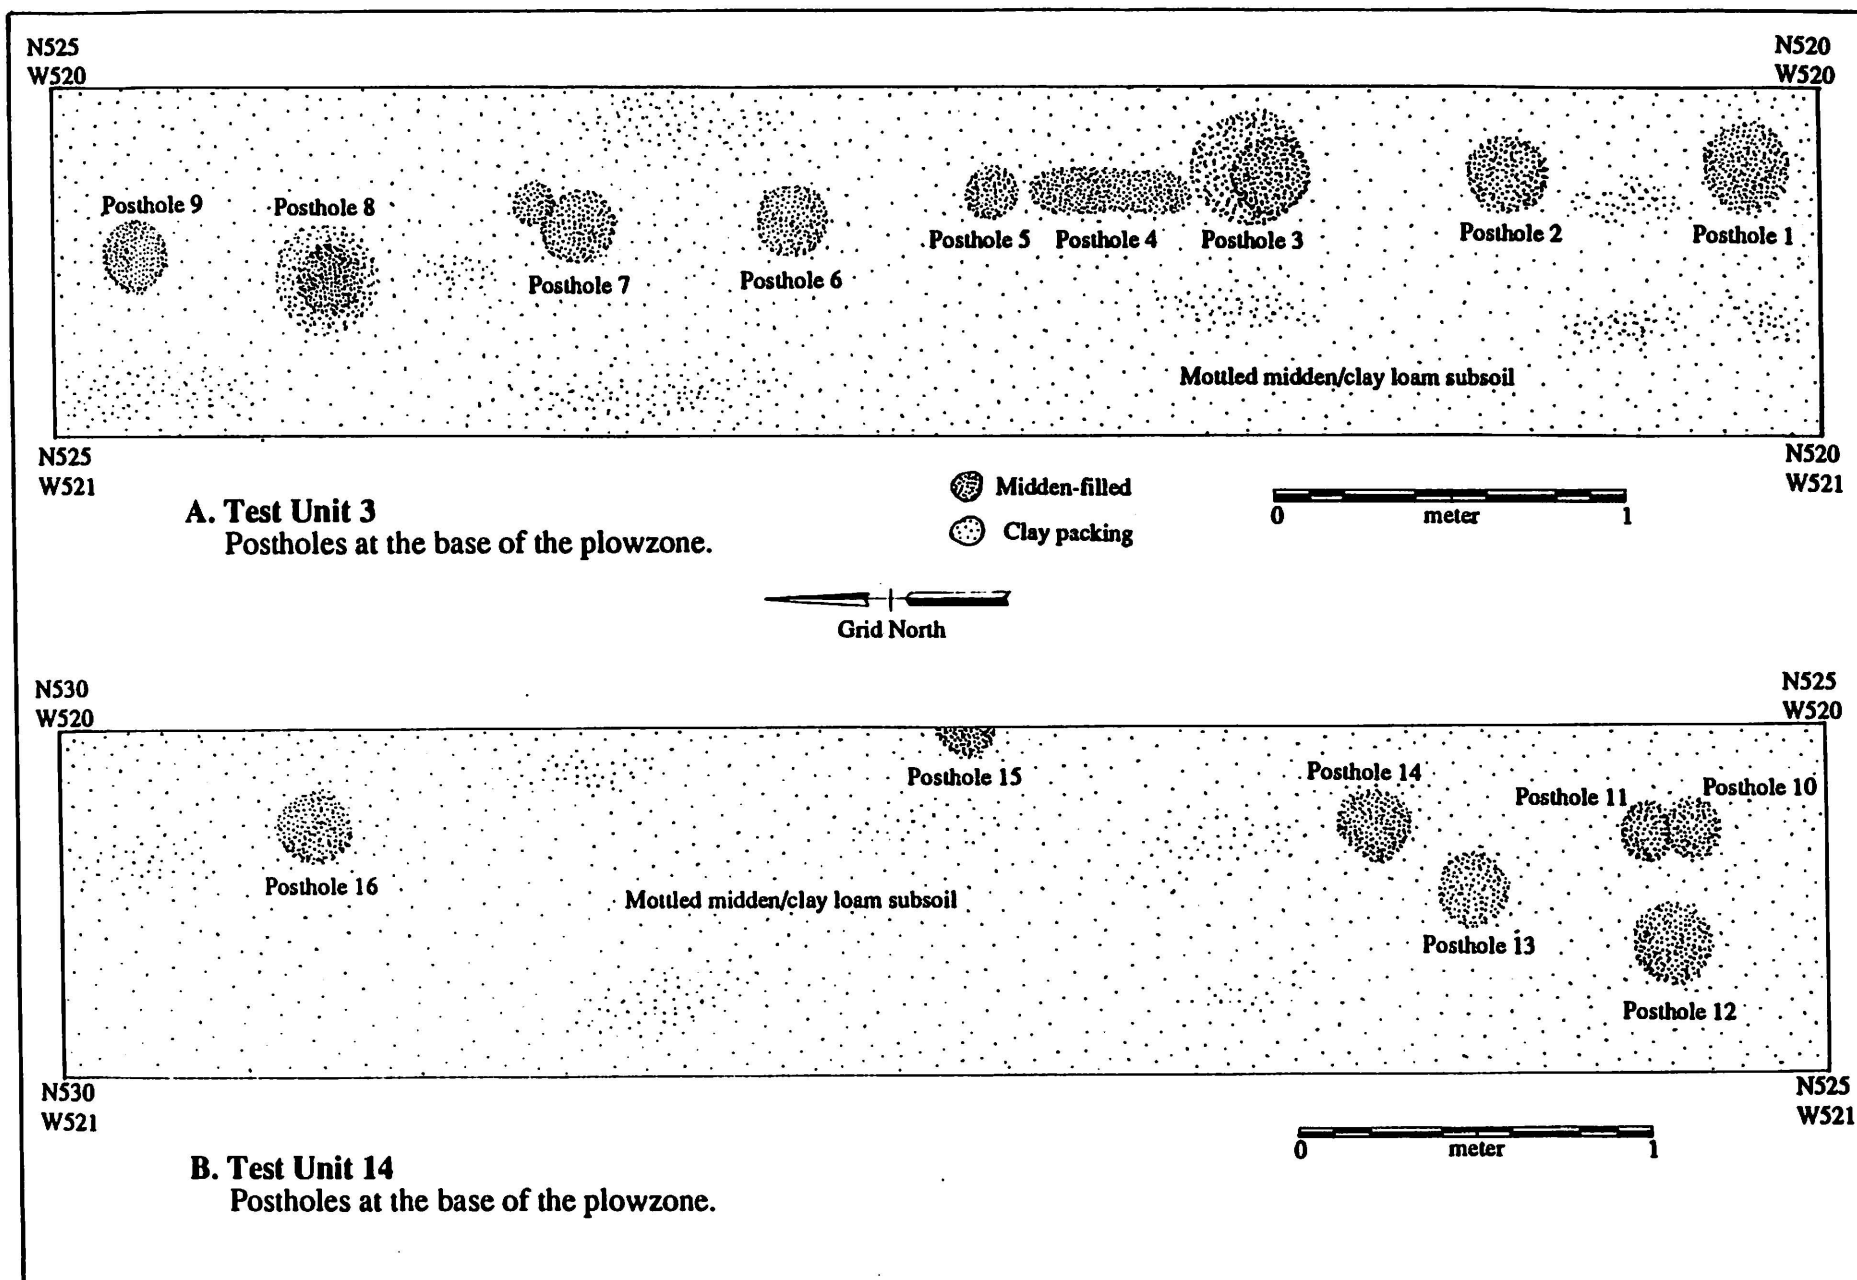 N525
W520
N520
W520
Posthole 9
Posthole 8
Posthole 7
Posthole 6
Posthole 5
Posthole 4
Posthole 3
Posthole 2
Posthole 1
Mottled midden/clay loam subsoil
N525
W521
N520
W521
A. Test Unit 3
Postholes at the base of the plowzone.
Midden-filled
Clay packing
0 meter 1
Grid North
N530
W520
N525
W520
Posthole 15
Posthole 14
Posthole 11
Posthole 10
Posthole 16
Mottled midden/clay loam subsoil
Posthole 13
Posthole 12
N530
W521
N525
W521
0 meter 1
B. Test Unit 14
Postholes at the base of the plowzone.